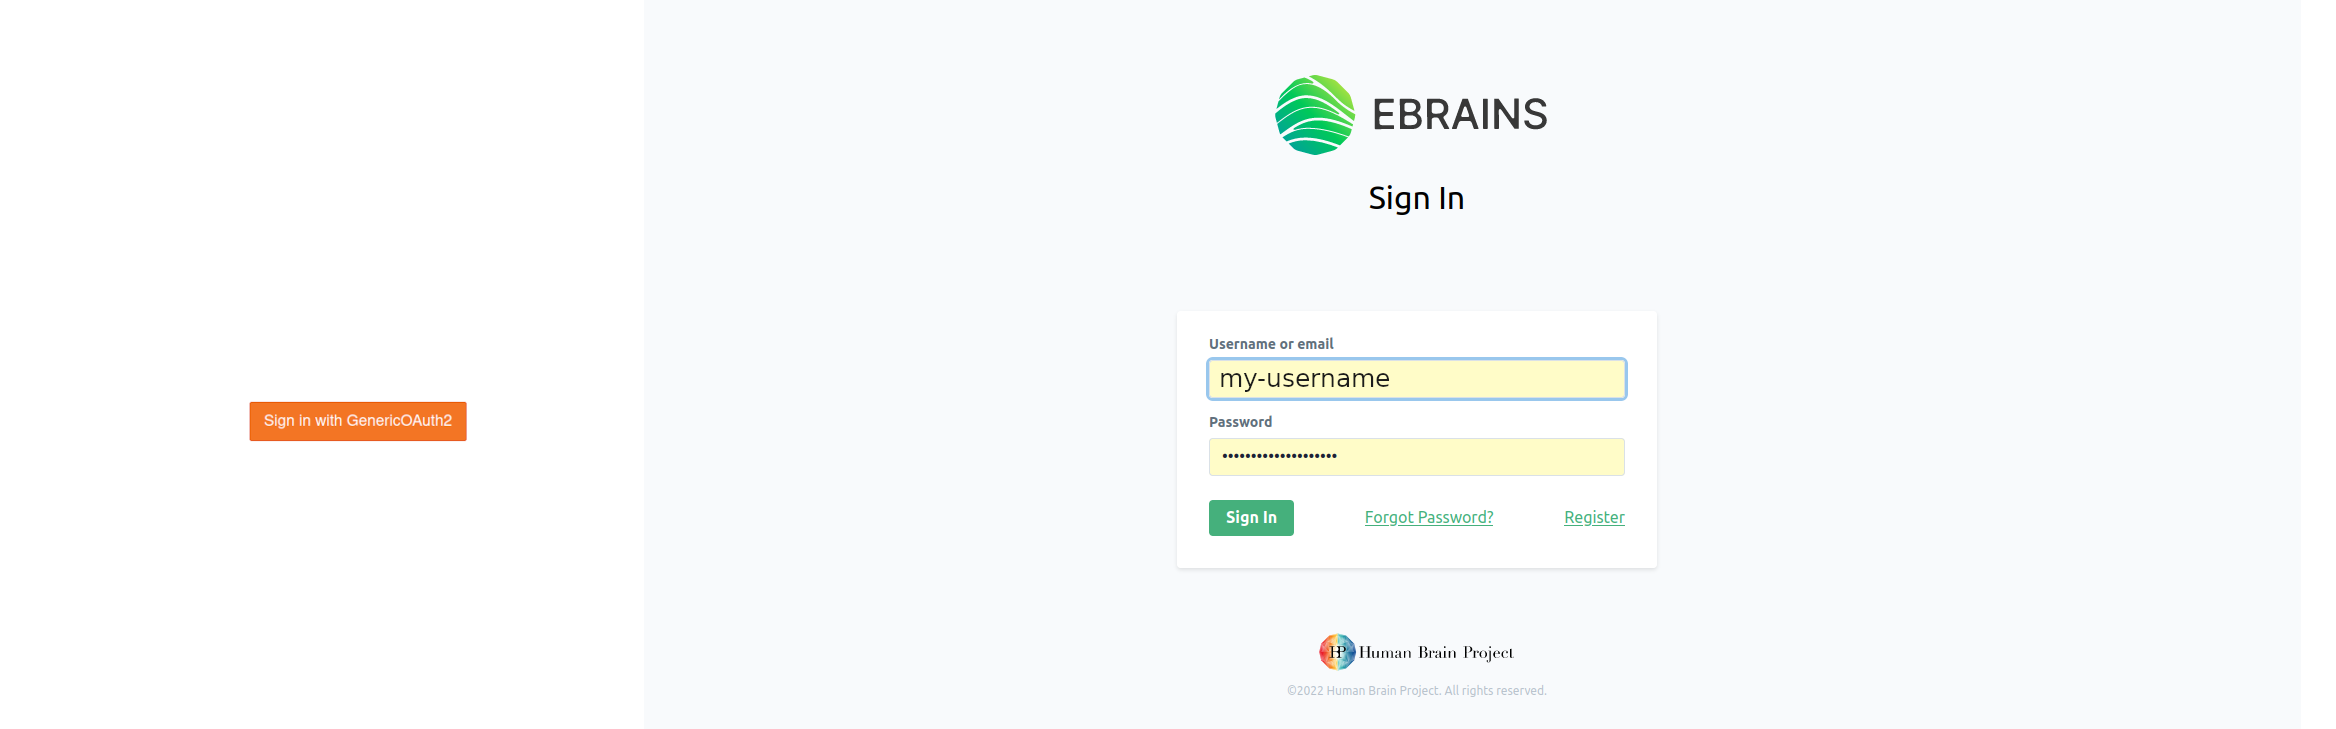 Sign in with GenericOAuth2
EBRAINS
Sign In
Username or email
my-username
Password
••••••••••••••••••••
Sign In Forgot Password? Register
HP Human Brain Project
©2022 Human Brain Project. All rights reserved.